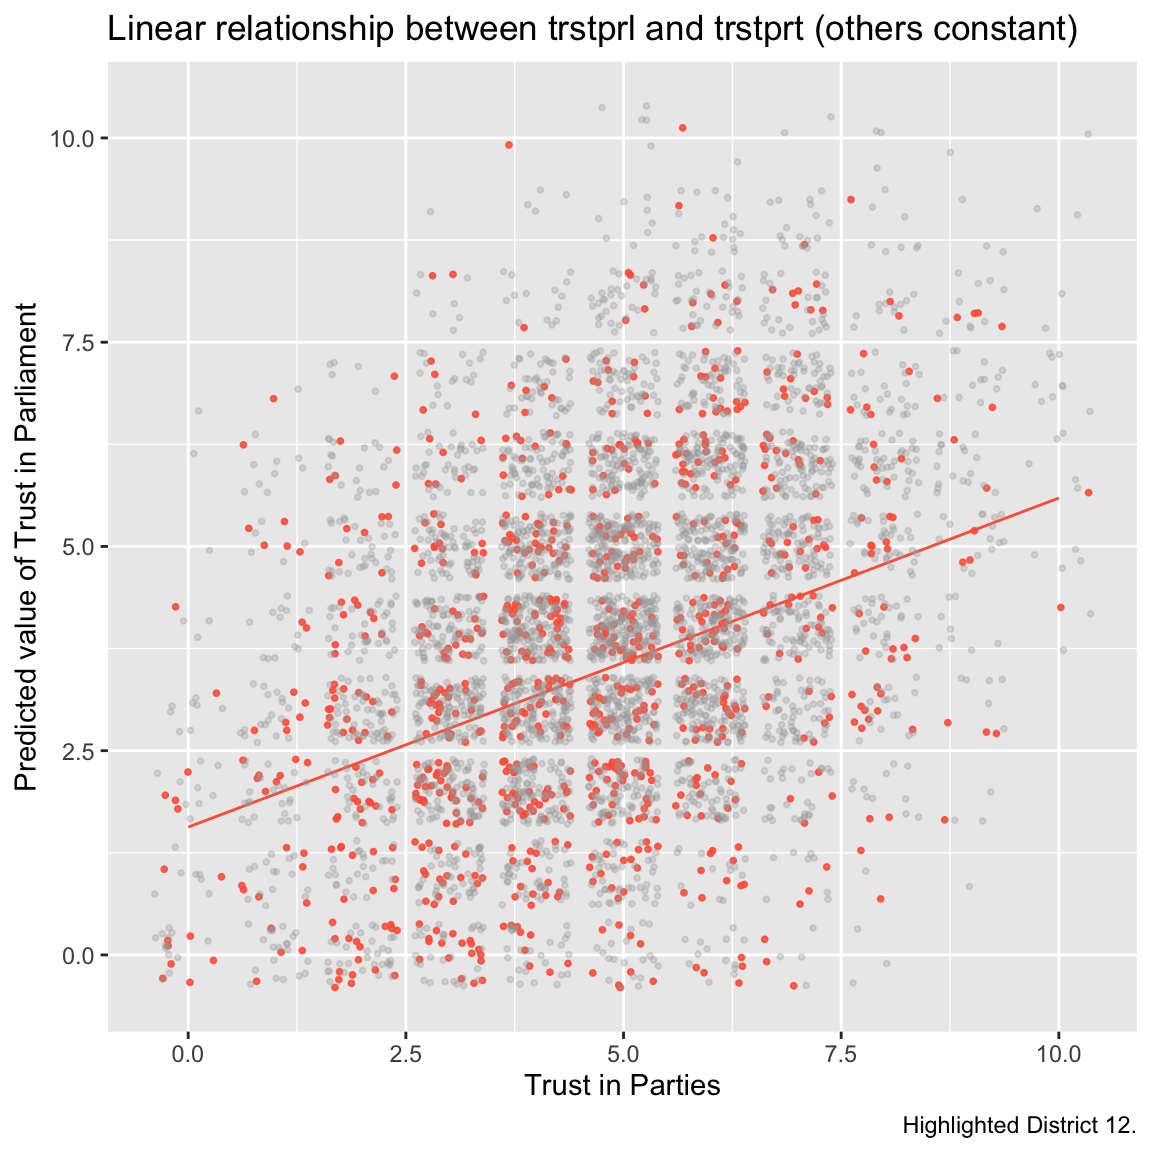 Linear relationship between trstprl and trstprt (others constant)
Predicted value of Trust in Parliament
10.0
7.5
5.0
2.5
0.0
0.0 2.5 5.0 7.5 10.0
Trust in Parties
Highlighted District 12.